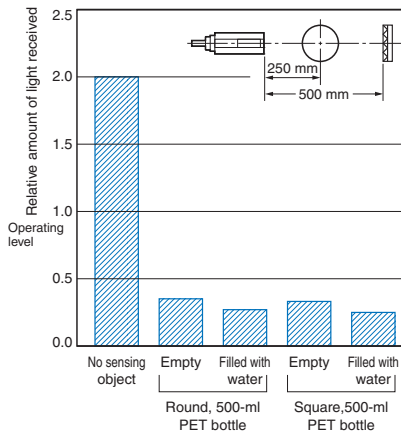 Relative amount of light received
2.5
2.0
1.5
1.0
Operating
level
0.5
0.0
250 mm
500 mm
No sensing
object
Empty
Filled with
water
Empty
Filled with
water
Round, 500-ml
PET bottle
Square,500-ml
PET bottle